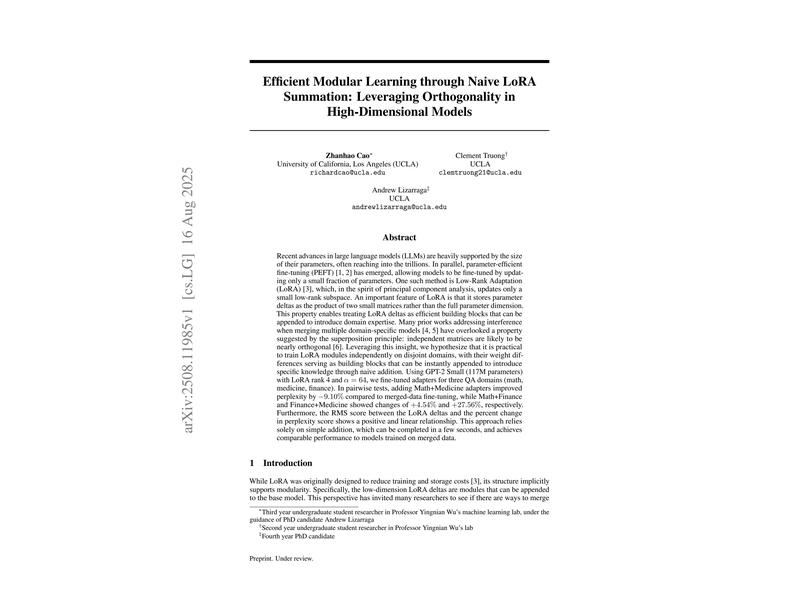 Efficient Modular Learning through Naive LoRA
Summation: Leveraging Orthogonality in
High-Dimensional Models
Zhanhao Cao*
University of California, Los Angeles (UCLA)
richardcao@ucla.edu
Clement Truong†
UCLA
clemtruong21@ucla.edu
Andrew Lizarraga‡
UCLA
andrewlizarraga@ucla.edu
Abstract
Recent advances in large language models (LLMs) are heavily supported by the size
of their parameters, often reaching into the trillions. In parallel, parameter-efficient
fine-tuning (PEFT) [1, 2] has emerged, allowing models to be fine-tuned by updat-
ing only a small fraction of parameters. One such method is Low-Rank Adaptation
(LoRA) [3], which, in the spirit of principal component analysis, updates only a
small low-rank subspace. An important feature of LoRA is that it stores parameter
deltas as the product of two small matrices rather than the full parameter dimension.
This property enables treating LoRA deltas as efficient building blocks that can be
appended to introduce domain expertise. Many prior works addressing interference
when merging multiple domain-specific models [4, 5] have overlooked a property
suggested by the superposition principle: independent matrices are likely to be
nearly orthogonal [6]. Leveraging this insight, we hypothesize that it is practical
to train LoRA modules independently on disjoint domains, with their weight dif-
ferences serving as building blocks that can be instantly appended to introduce
specific knowledge through naive addition. Using GPT-2 Small (117M parameters)
with LoRA rank 4 and α = 64, we fine-tuned adapters for three QA domains (math,
medicine, finance). In pairwise tests, adding Math+Medicine adapters improved
perplexity by −9.10% compared to merged-data fine-tuning, while Math+Finance
and Finance+Medicine showed changes of +4.54% and +27.56%, respectively.
Furthermore, the RMS score between the LoRA deltas and the percent change
in perplexity score shows a positive and linear relationship. This approach relies
solely on simple addition, which can be completed in a few seconds, and achieves
comparable performance to models trained on merged data.
1 Introduction
While LoRA was originally designed to reduce training and storage costs [3], its structure implicitly
supports modularity. Specifically, the low-dimension LoRA deltas are modules that can be appended
to the base model. This perspective has invited many researchers to see if there are ways to merge
*Third year undergraduate student researcher in Professor Yingnian Wu's machine learning lab, under the
guidance of PhD candidate Andrew Lizarraga
†Second year undergraduate student researcher in Professor Yingnian Wu's lab
‡Fourth year PhD candidate
Preprint. Under review.
arXiv:2508.11985v1 [cs.LG] 16 Aug 2025